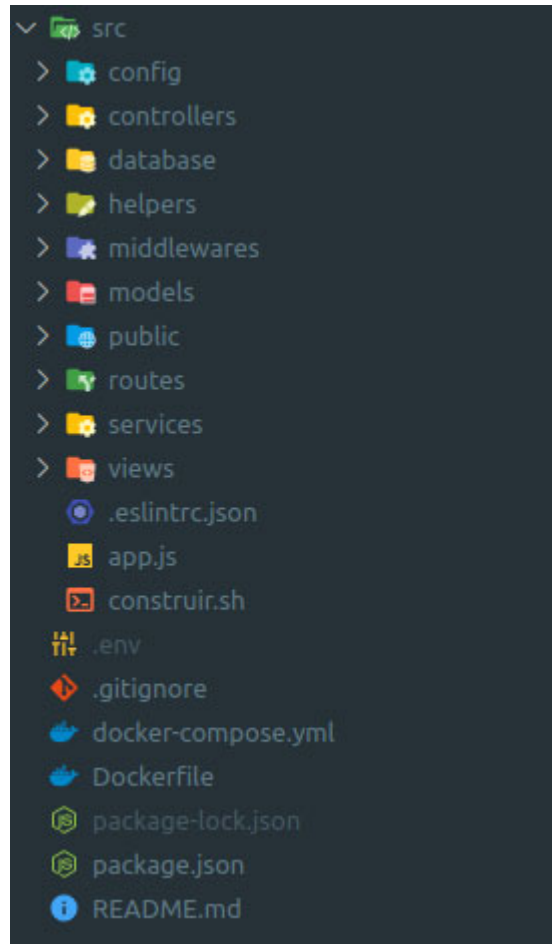 src
config
controllers
database
helpers
middlewares
models
public
routes
services
views
.eslintrc.json
JS app.js
construir.sh
.env
.gitignore
docker-compose.yml
Dockerfile
package-lock.json
package.json
README.md